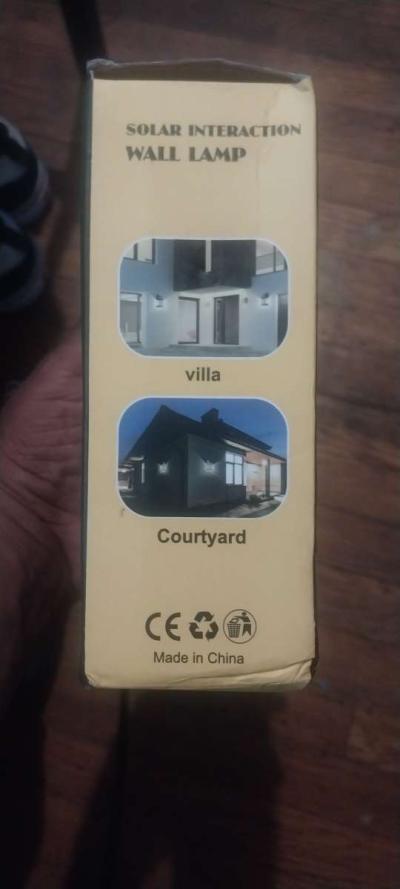 SOLAR INTERACTION
WALL LAMP
villa
Courtyard
CE
Made in China